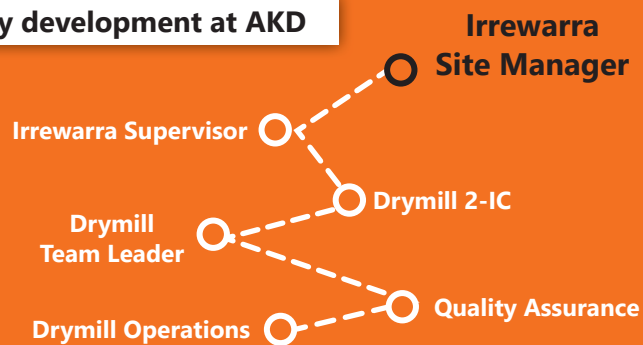 y development at AKD
Irrewarra
Site Manager
Irrewarra Supervisor
Drymill 2-IC
Drymill
Team Leader
Quality Assurance
Drymill Operations